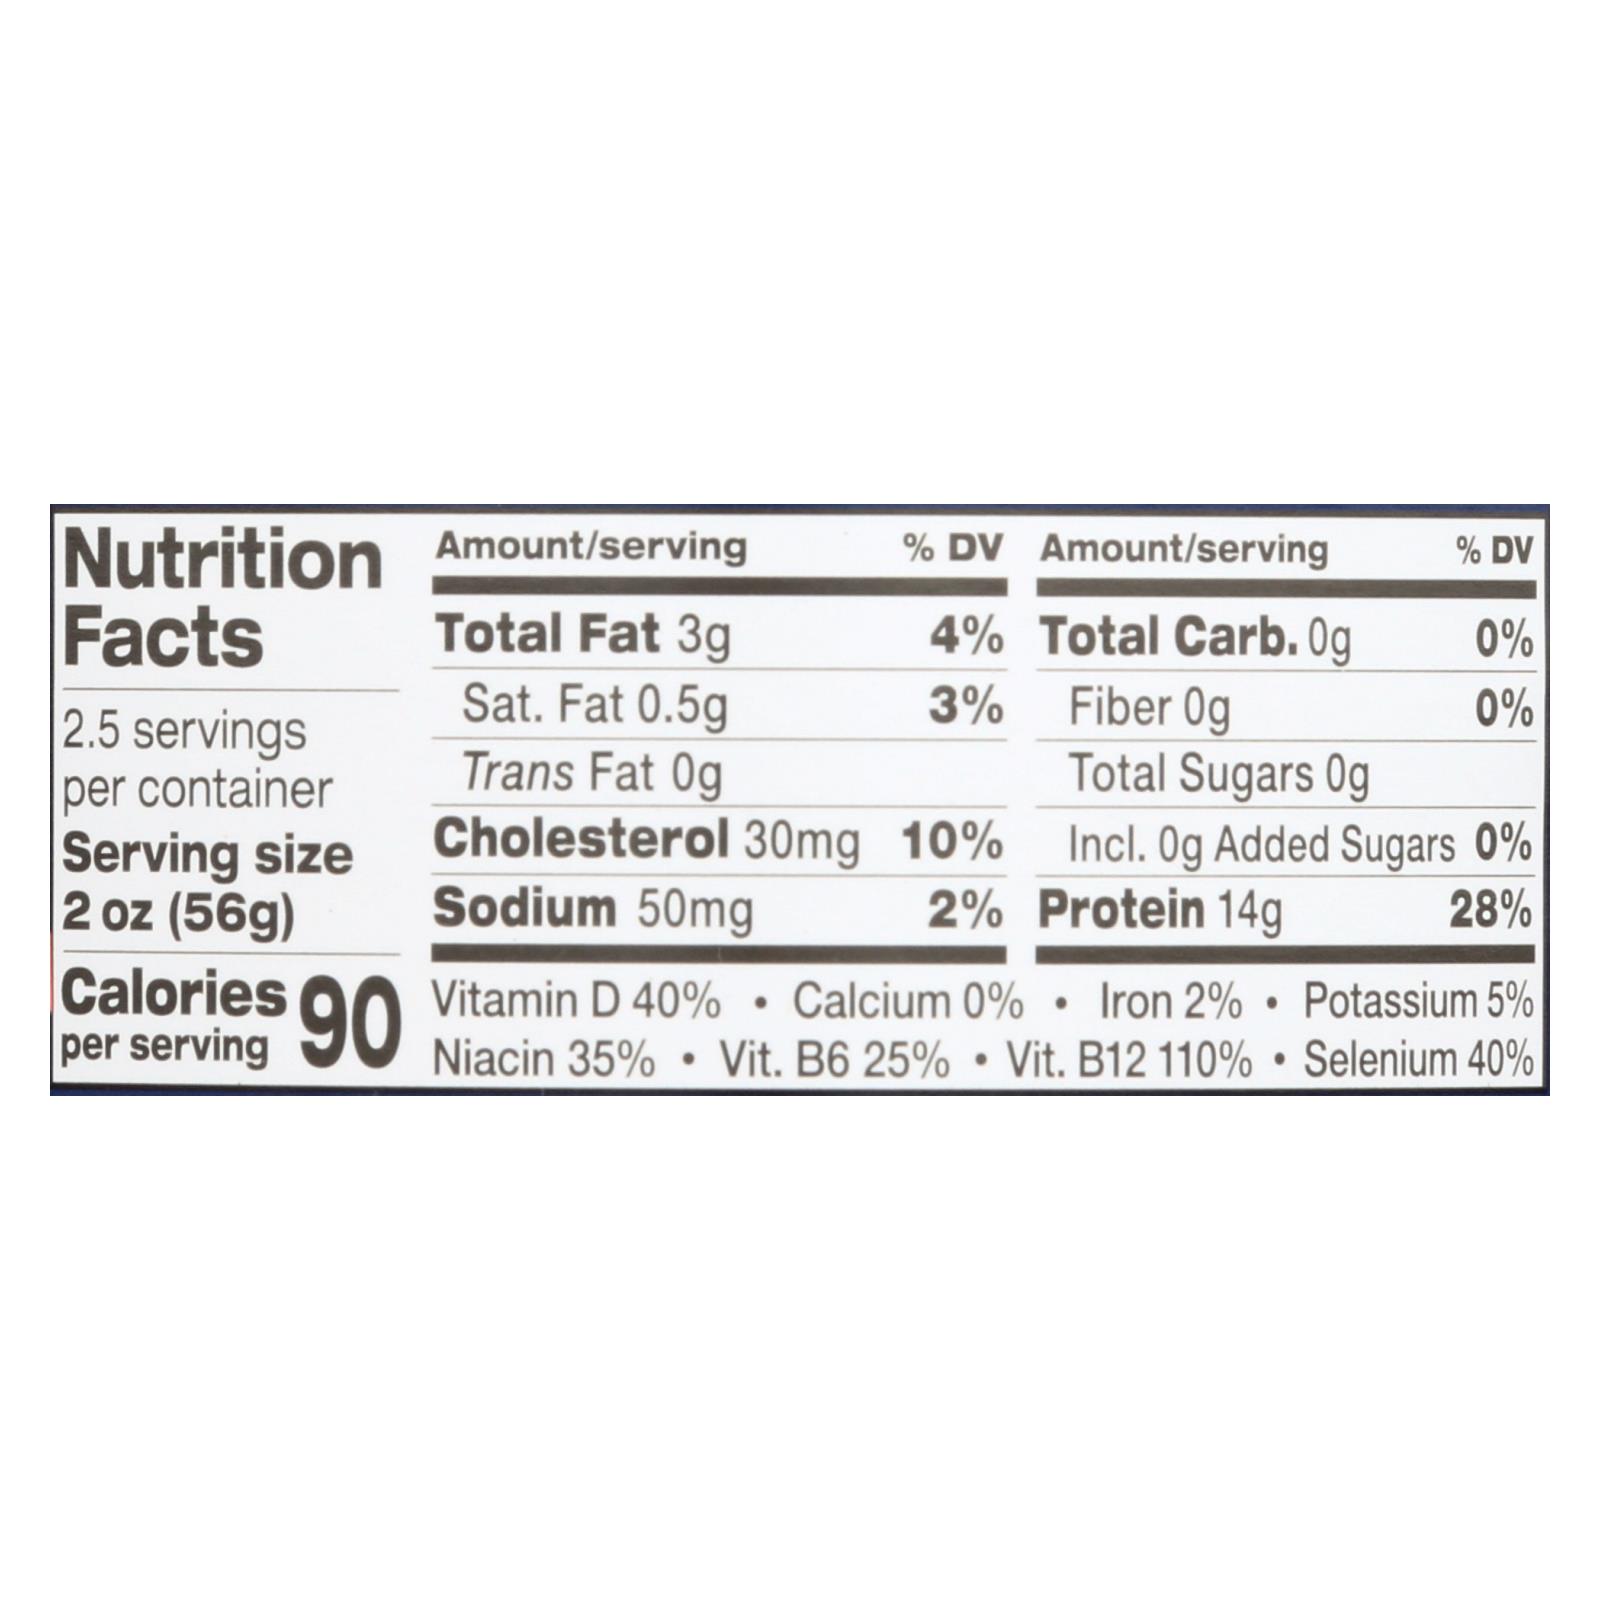 Nutrition
Facts
2.5 servings
per container
Serving size
2 oz (56g)
Calories 90
per serving
Amount/serving % DV
Total Fat 3g 4%
Sat. Fat 0.5g 3%
Trans Fat 0g
Cholesterol 30mg 10%
Sodium 50mg 2%
Amount/serving % DV
Total Carb. 0g 0%
Fiber 0g 0%
Total Sugars 0g
Incl. 0g Added Sugars 0%
Protein 14g 28%
Vitamin D 40% • Calcium 0% • Iron 2% • Potassium 5%
Niacin 35% • Vit. B6 25% • Vit. B12 110% • Selenium 40%